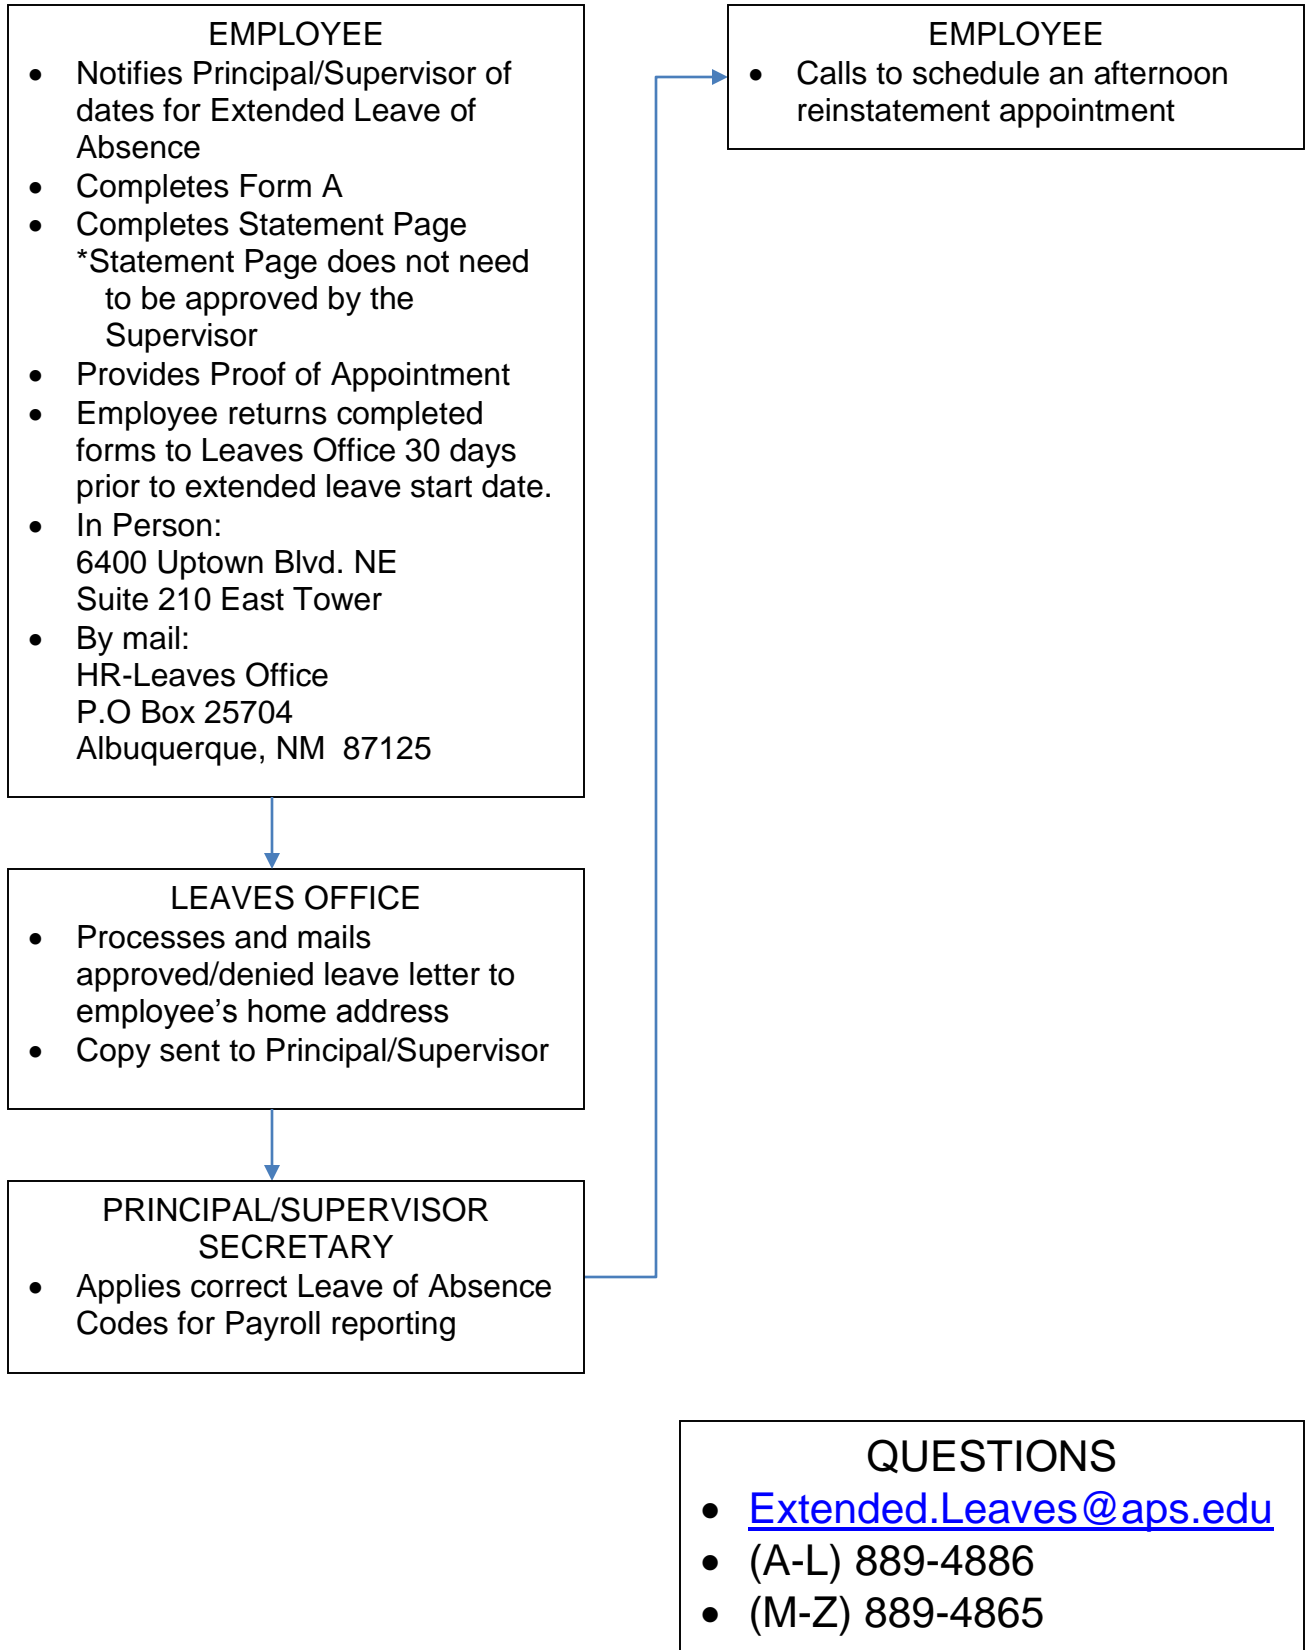 EMPLOYEE
• Notifies Principal/Supervisor of
dates for Extended Leave of
Absence
• Completes Form A
• Completes Statement Page
*Statement Page does not need
to be approved by the
Supervisor
• Provides Proof of Appointment
• Employee returns completed
forms to Leaves Office 30 days
prior to extended leave start date.
• In Person:
6400 Uptown Blvd. NE
Suite 210 East Tower
• By mail:
HR-Leaves Office
P.O Box 25704
Albuquerque, NM  87125
LEAVES OFFICE
• Processes and mails
approved/denied leave letter to
employee’s home address
• Copy sent to Principal/Supervisor
PRINCIPAL/SUPERVISOR
SECRETARY
• Applies correct Leave of Absence
Codes for Payroll reporting
EMPLOYEE
• Calls to schedule an afternoon
reinstatement appointment
QUESTIONS
• Extended.Leaves@aps.edu
• (A-L) 889-4886
• (M-Z) 889-4865